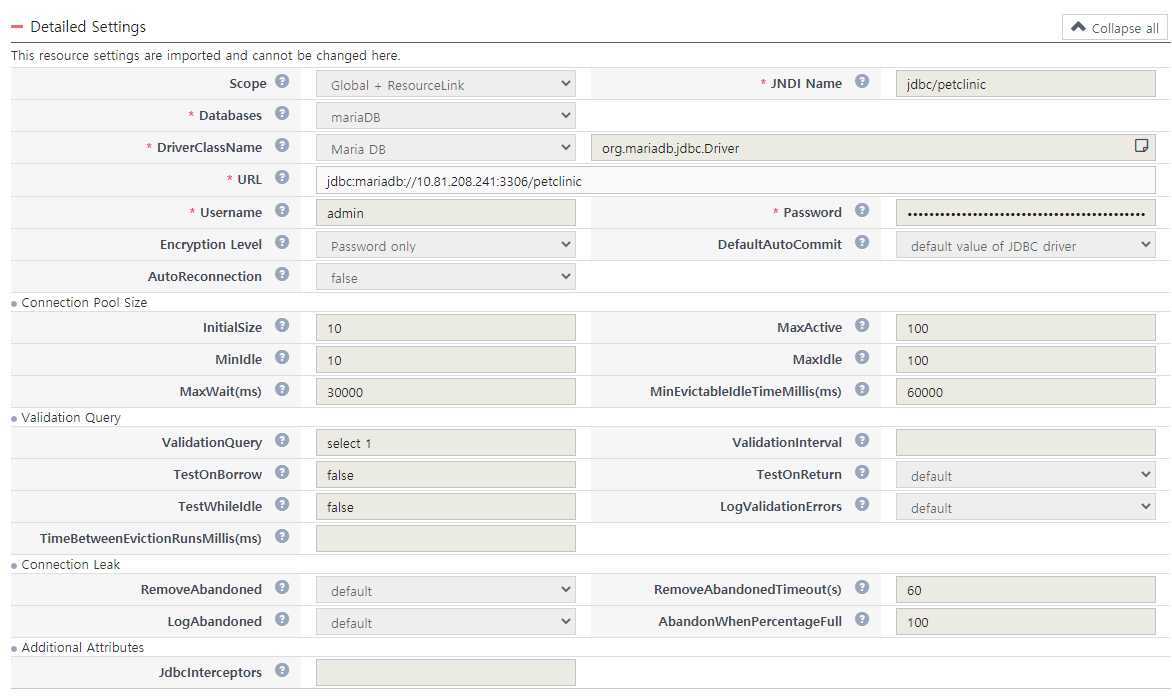 Detailed Settings
Collapse all
This resource settings are imported and cannot be changed here.
Scope ? Global + ResourceLink * JNDI Name ? jdbc/petclinic
* Databases ? mariaDB
* DriverClassName ? Maria DB org.mariadb.jdbc.Driver
* URL ? jdbc:mariadb://10.81.208.241:3306/petclinic
* Username ? admin * Password ?
Encryption Level ? Password only DefaultAutoCommit ? default value of JDBC driver
AutoReconnection ? false
Connection Pool Size
InitialSize ? 10 MaxActive ? 100
MinIdle ? 10 MaxIdle ? 100
MaxWait(ms) ? 30000 MinEvictableIdleTimeMillis(ms) ? 60000
Validation Query
ValidationQuery ? select 1 ValidationInterval ?
TestOnBorrow ? false TestOnReturn ? default
TestWhileIdle ? false LogValidationErrors ? default
TimeBetweenEvictionRunsMillis(ms) ?
Connection Leak
RemoveAbandoned ? default RemoveAbandonedTimeout(s) ? 60
LogAbandoned ? default AbandonWhenPercentageFull ? 100
Additional Attributes
JdbcInterceptors ?